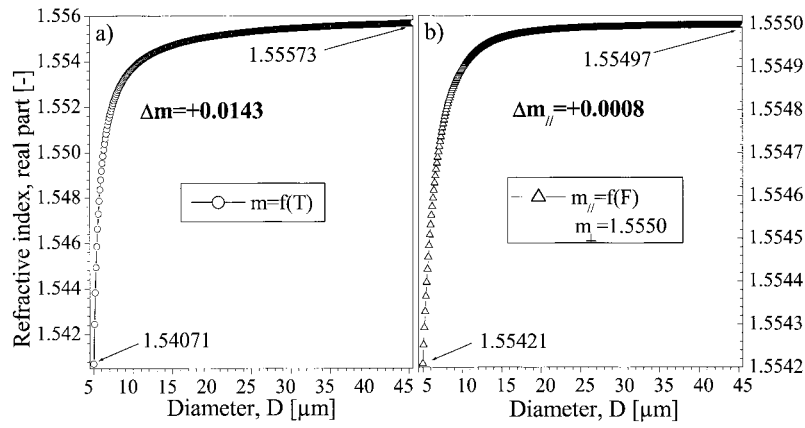 a)
b)
1.556
1.554
1.552
1.550
1.548
1.546
1.544
1.542
Refractive index, real part [-]
1.55573
Δm=+0.0143
m=f(T)
1.54071
5 10 15 20 25 30 35 40 45
Diameter, D [µm]
1.55497
Δm//=+0.0008
m//=f(F)
m⊥=1.5550
1.55421
5 10 15 20 25 30 35 40 45
Diameter, D [µm]
1.5550
1.5549
1.5548
1.5547
1.5546
1.5545
1.5544
1.5543
1.5542